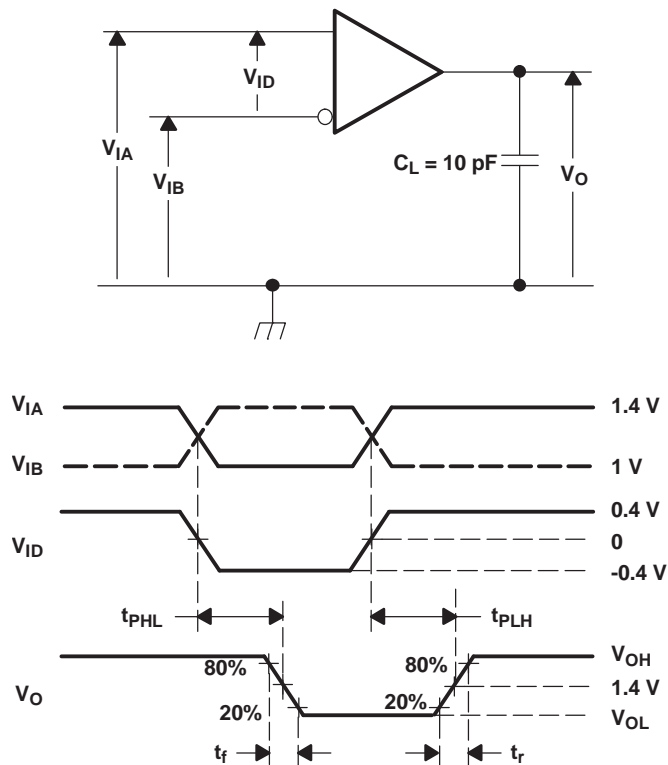 V_ID
V_IA
V_IB
C_L = 10 pF
V_O
V_IA
1.4 V
V_IB
1 V
0.4 V
V_ID
0
-0.4 V
t_PHL
t_PLH
V_OH
80%
80%
V_O
1.4 V
20%
20%
V_OL
t_f
t_r